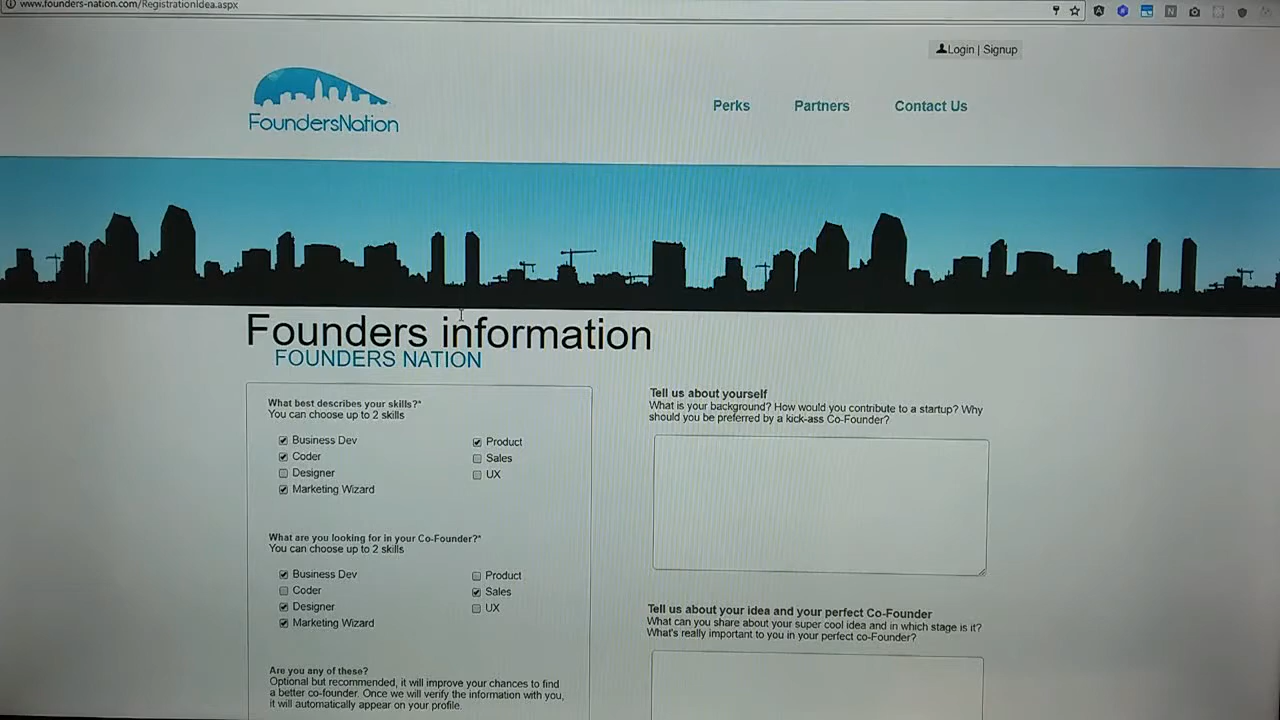 www.founders-nation.com/RegistrationIdea.aspx
Login | Signup
FoundersNation
Perks
Partners
Contact Us
Founders information
FOUNDERS NATION
What best describes your skills?*
You can choose up to 2 skills
Business Dev
Product
Coder
Sales
Designer
UX
Marketing Wizard
What are you looking for in your Co-Founder?*
You can choose up to 2 skills
Business Dev
Product
Coder
Sales
Designer
UX
Marketing Wizard
Are you any of these?
Optional but recommended, it will improve your chances to find
a better co-founder. Once we will verify the information with you,
it will automatically appear on your profile.
Tell us about yourself
What is your background? How would you contribute to a startup? Why
should you be preferred by a kick-ass Co-Founder?
Tell us about your idea and your perfect Co-Founder
What can you share about your super cool idea and in which stage is it?
What's really important to you in your perfect co-Founder?